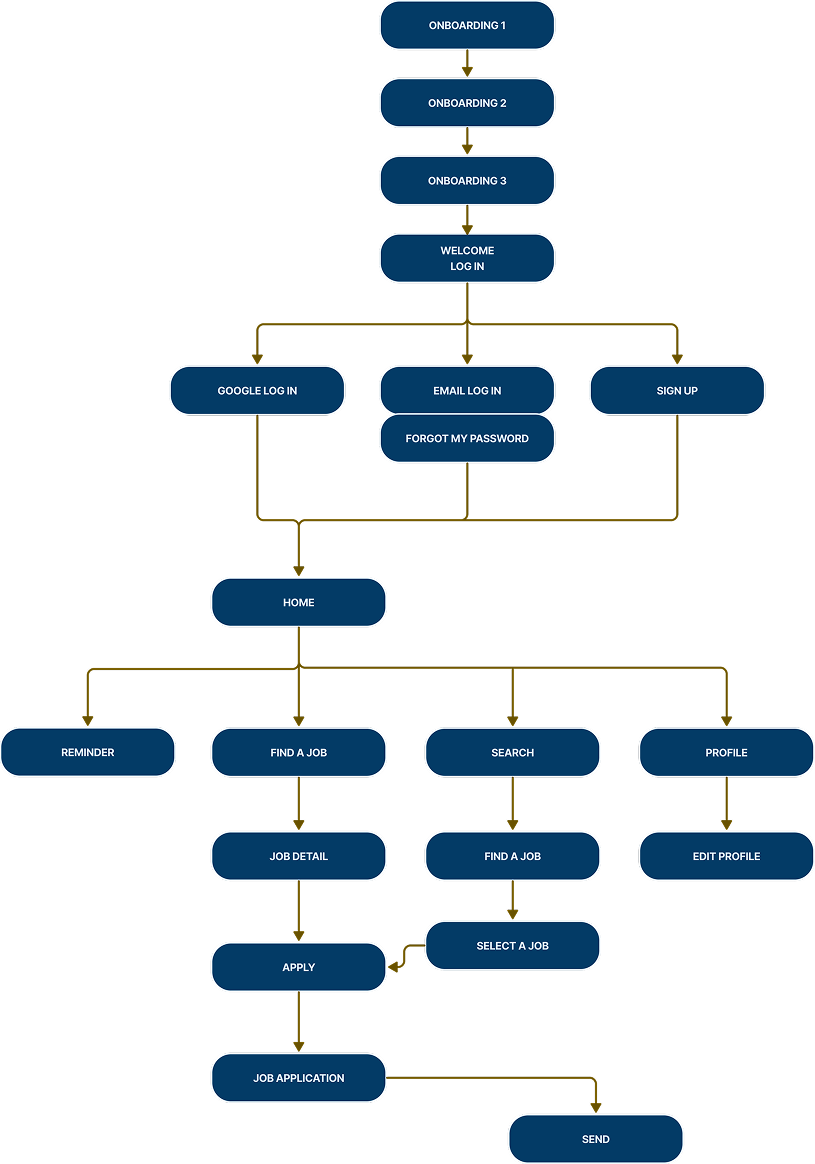 ONBOARDING 1
ONBOARDING 2
ONBOARDING 3
WELCOME
LOG IN
GOOGLE LOG IN
EMAIL LOG IN
SIGN UP
FORGOT MY PASSWORD
HOME
REMINDER
FIND A JOB
SEARCH
PROFILE
JOB DETAIL
FIND A JOB
EDIT PROFILE
SELECT A JOB
APPLY
JOB APPLICATION
SEND